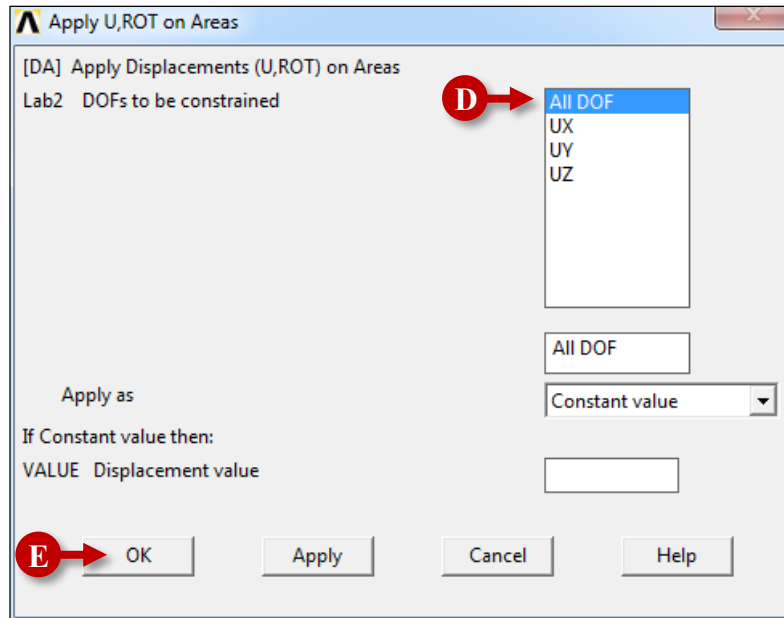 Apply U,ROT on Areas
[DA] Apply Displacements (U,ROT) on Areas
Lab2 DOFs to be constrained
D
All DOF
UX
UY
UZ
All DOF
Apply as
Constant value
If Constant value then:
VALUE Displacement value
E
OK
Apply
Cancel
Help